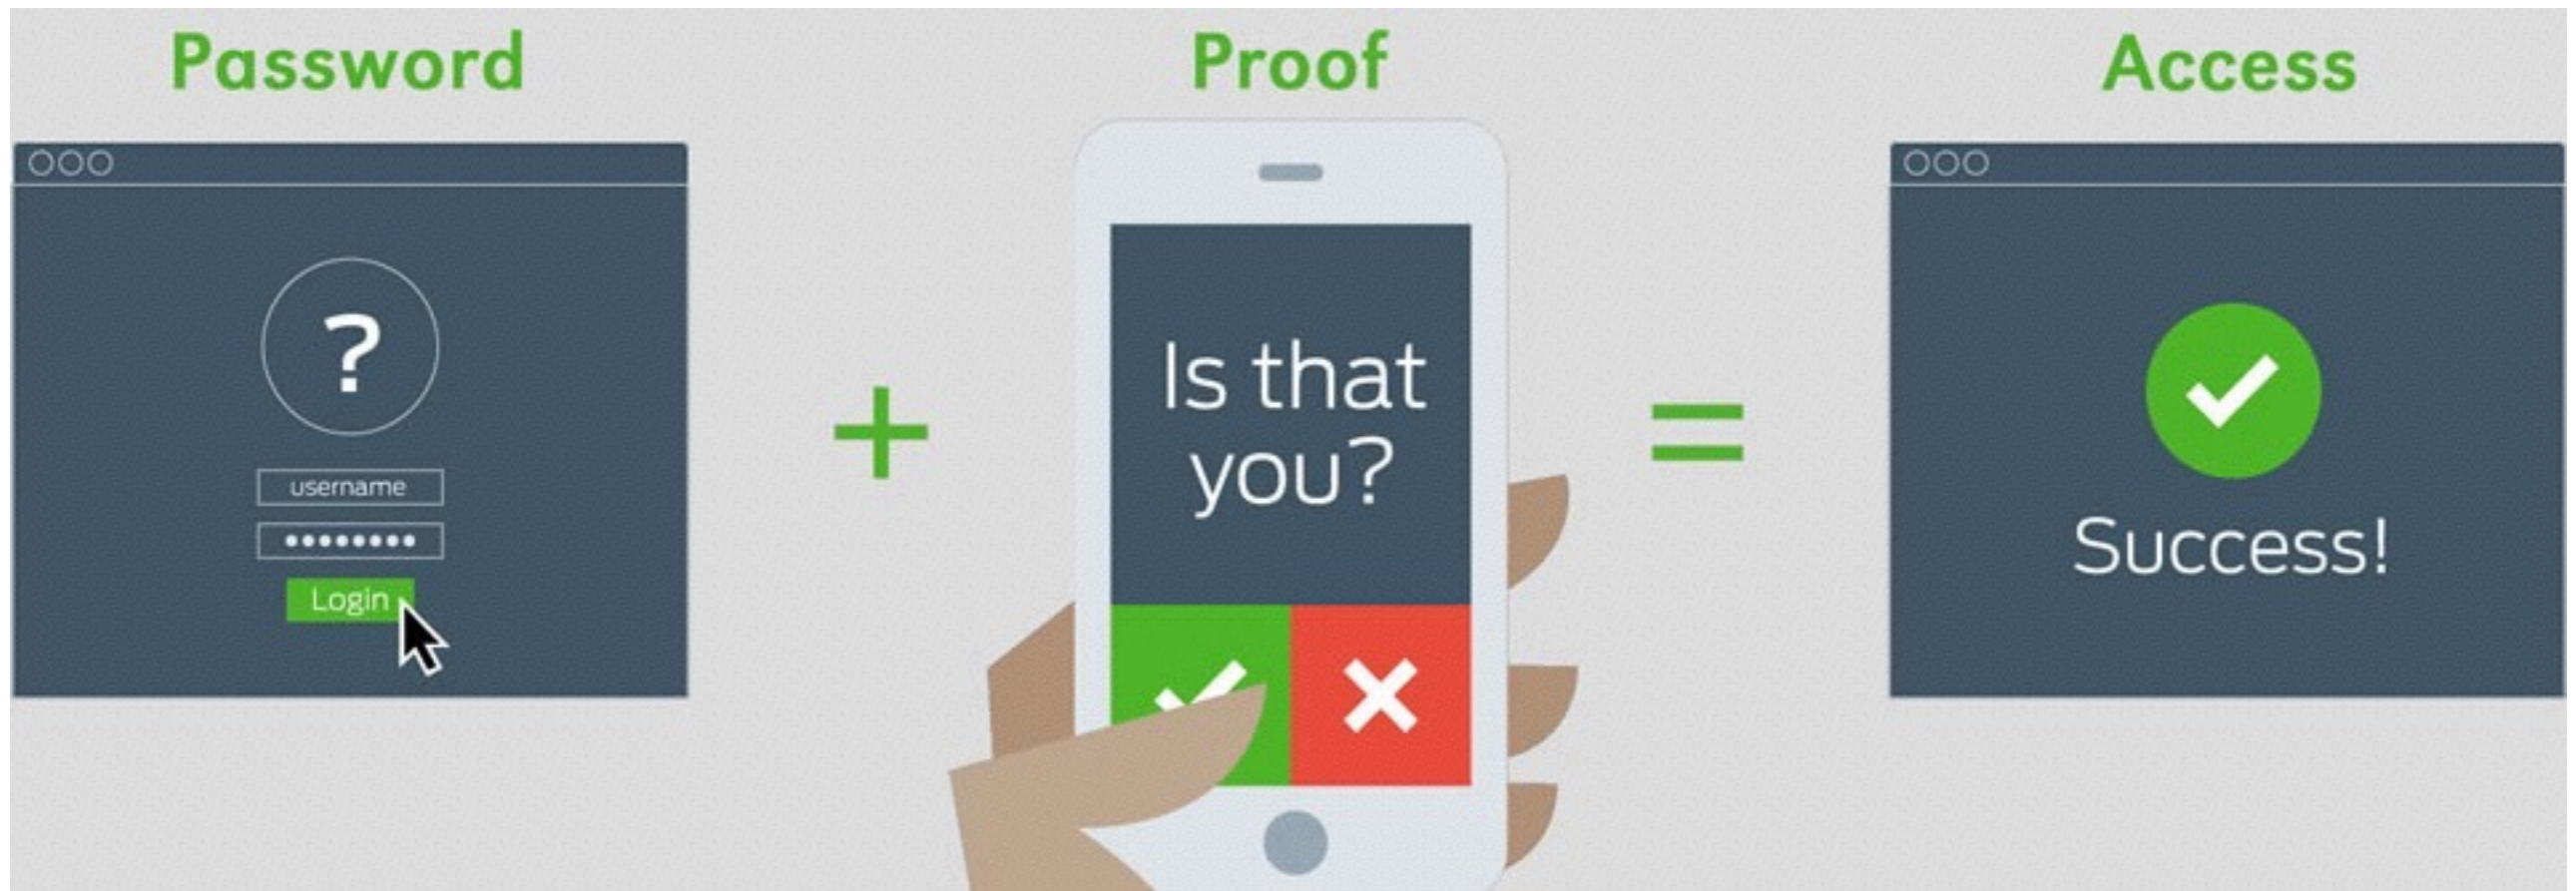 Password
Proof
Access
?
username
Login
+
Is that
you?
=
Success!